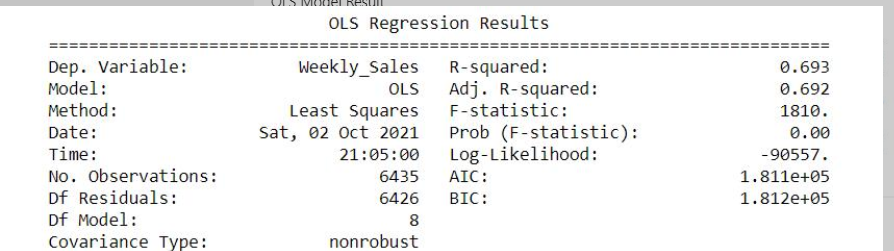 OLS Model Result
OLS Regression Results
==============================================================================
Dep. Variable: Weekly_Sales R-squared: 0.693
Model: OLS Adj. R-squared: 0.692
Method: Least Squares F-statistic: 1810.
Date: Sat, 02 Oct 2021 Prob (F-statistic): 0.00
Time: 21:05:00 Log-Likelihood: -90557.
No. Observations: 6435 AIC: 1.811e+05
Df Residuals: 6426 BIC: 1.812e+05
Df Model: 8
Covariance Type: nonrobust